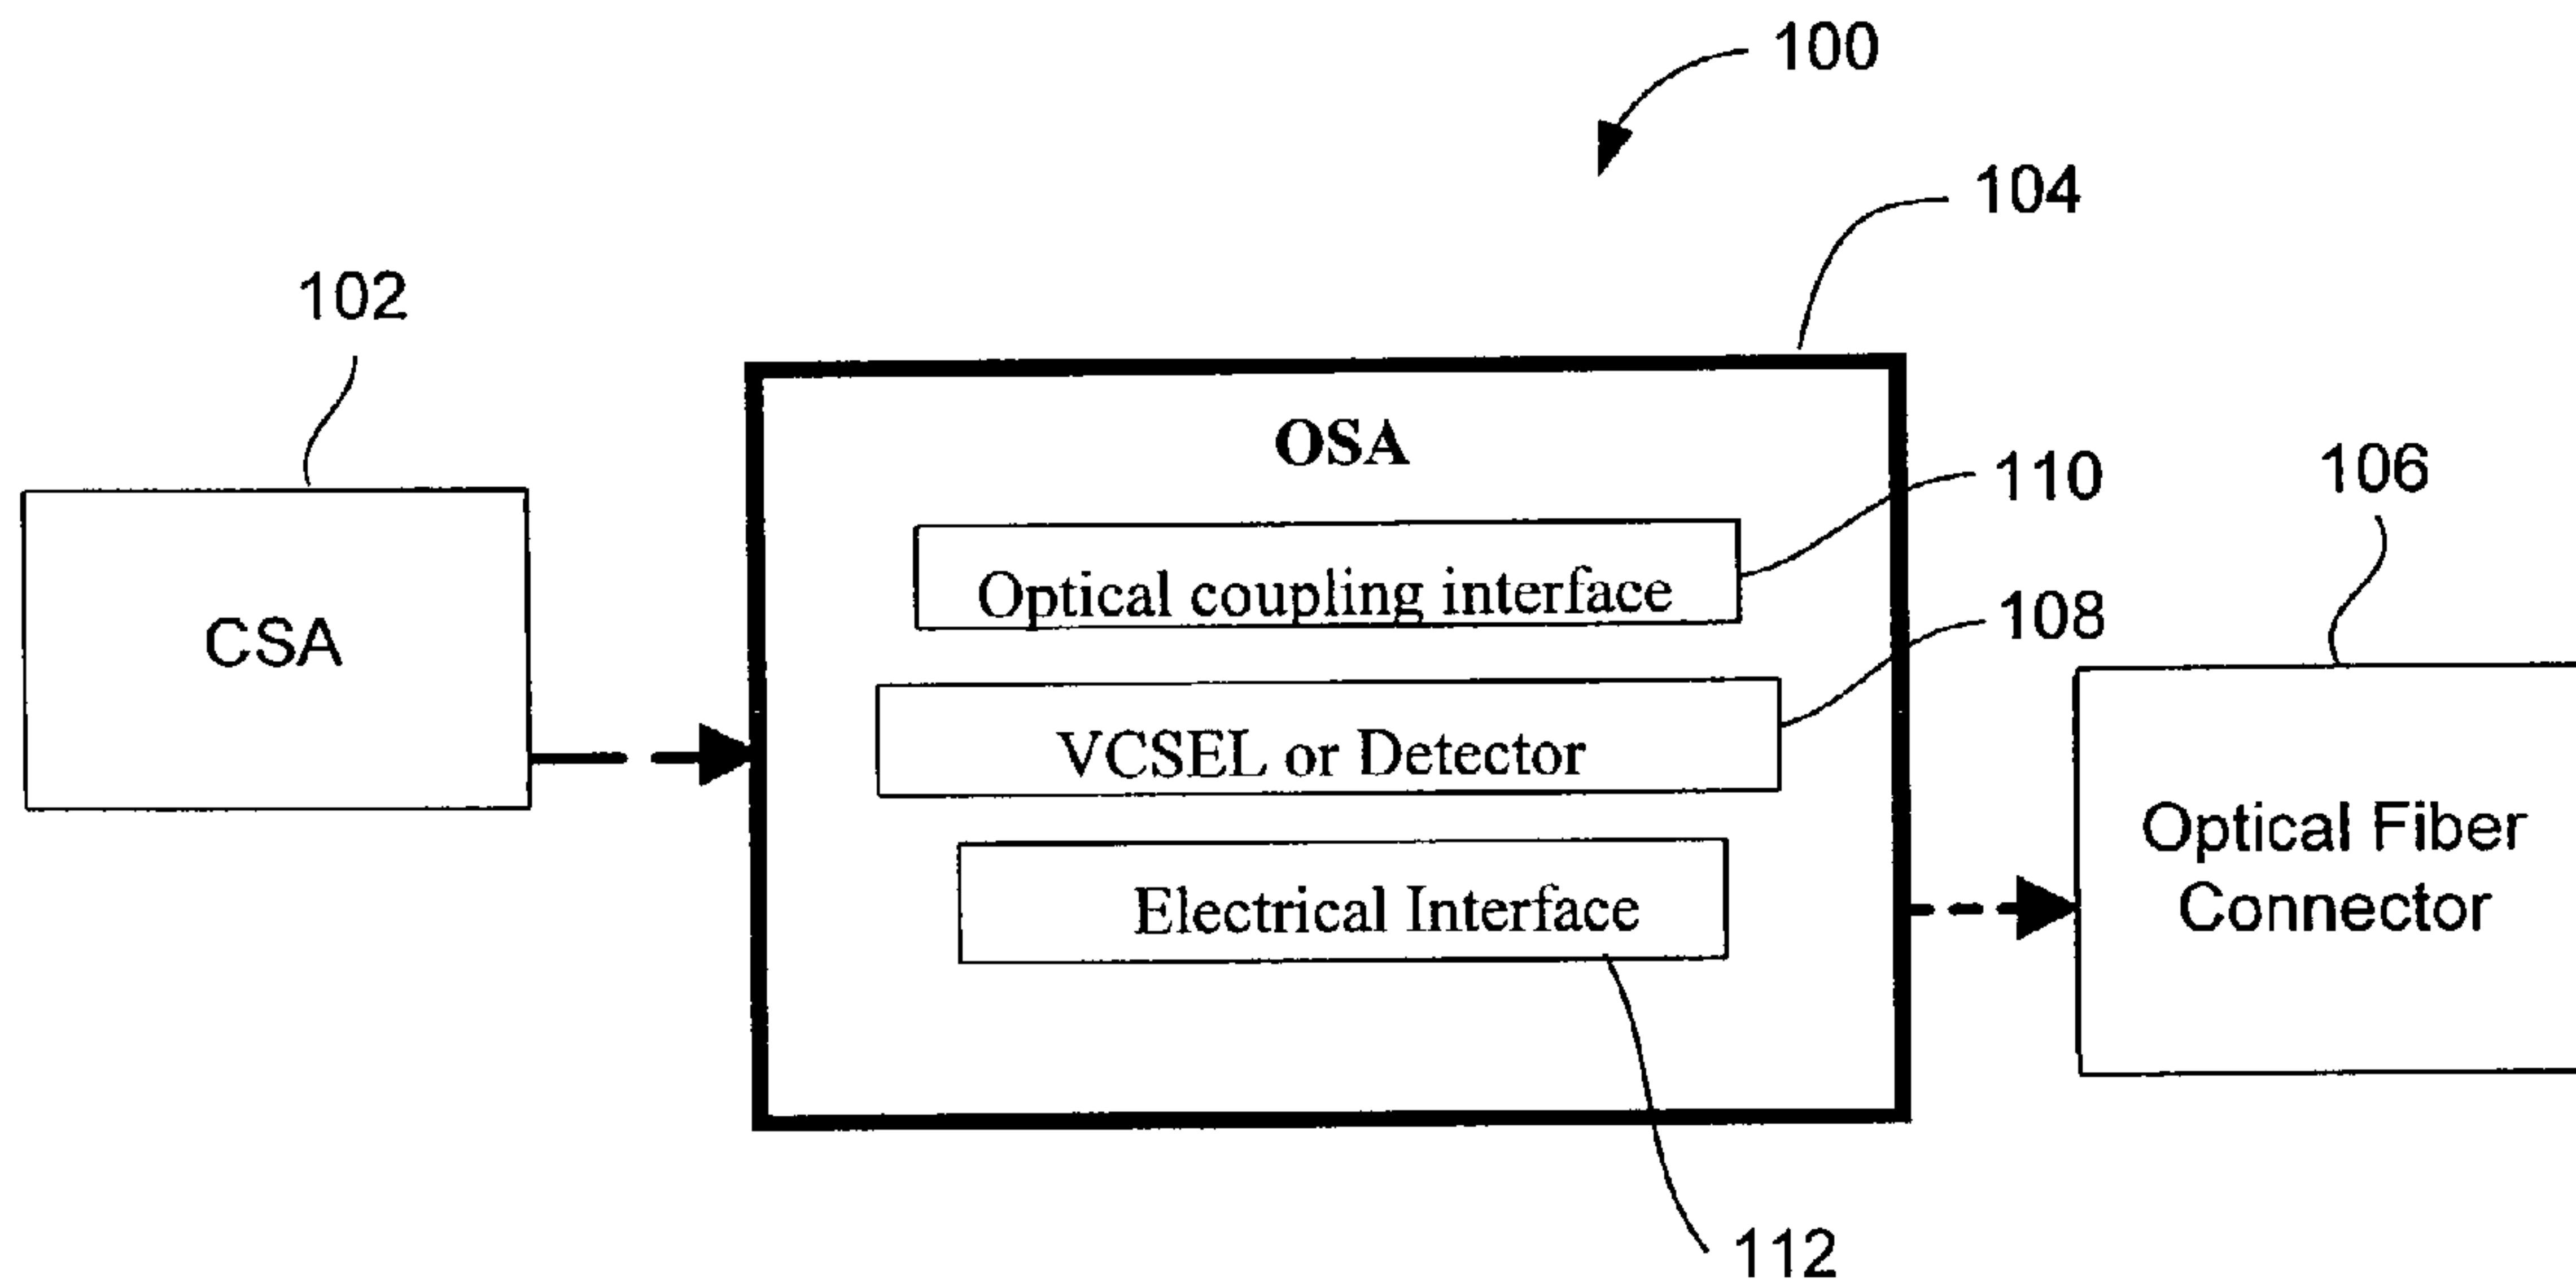 100
104
102
OSA
110
106
Optical coupling interface
108
CSA
VCSEL or Detector
Optical Fiber
Connector
Electrical Interface
112